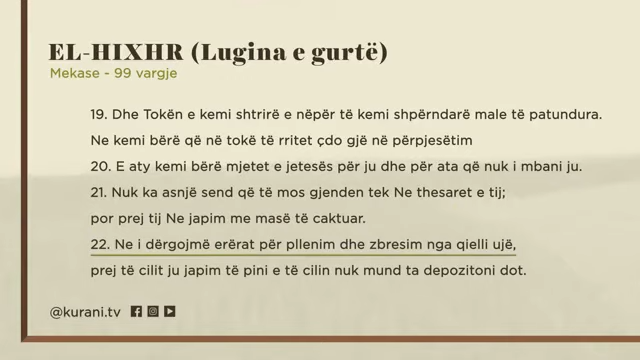 EL-HIXHR (Lugina e gurtë)
Mekase - 99 vargje
19. Dhe Tokën e kemi shtrirë e nëpër të kemi shpërndarë male të patundura.
Ne kemi bërë që në tokë të rritet çdo gjë në përpjesëtim
20. E aty kemi bërë mjetet e jetesës për ju dhe për ata që nuk i mbani ju.
21. Nuk ka asnjë send që të mos gjenden tek Ne thesaret e tij;
por prej tij Ne japim me masë të caktuar.
22. Ne i dërgojmë erërat për pllenim dhe zbresim nga qielli ujë,
prej të cilit ju japim të pini e të cilin nuk mund ta depozitoni dot.
@kurani.tv